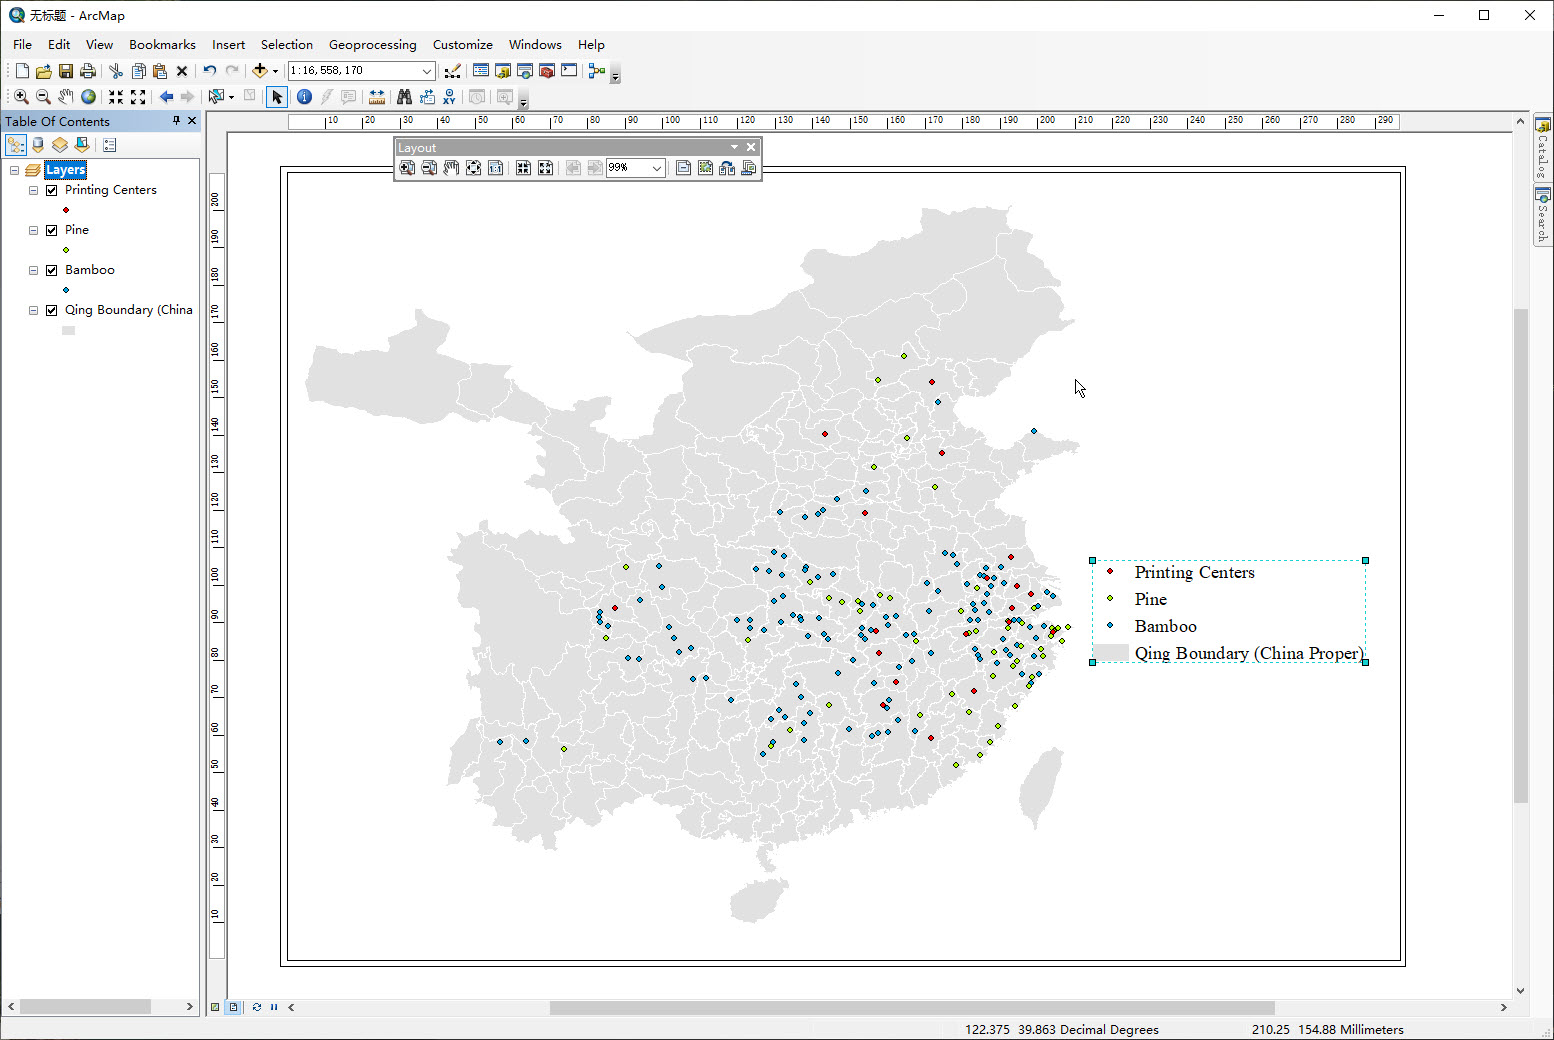 无标题 - ArcMap
File Edit View Bookmarks Insert Selection Geoprocessing Customize Windows Help
1:16,558,170
Table Of Contents
Layers
Printing Centers
Pine
Bamboo
Qing Boundary (China
10 20 30 40 50 60 70 80 90 100 110 120 130 140 150 160 170 180 190 200 210 220 230 240 250 260 270 280 290
Layout
1:1
99%
200
190
180
170
160
150
140
130
120
110
100
90
80
70
60
50
40
30
20
10
Printing Centers
Pine
Bamboo
Qing Boundary (China Proper)
Catalog
Search
XY
122.375 39.863 Decimal Degrees
210.25 154.88 Millimeters